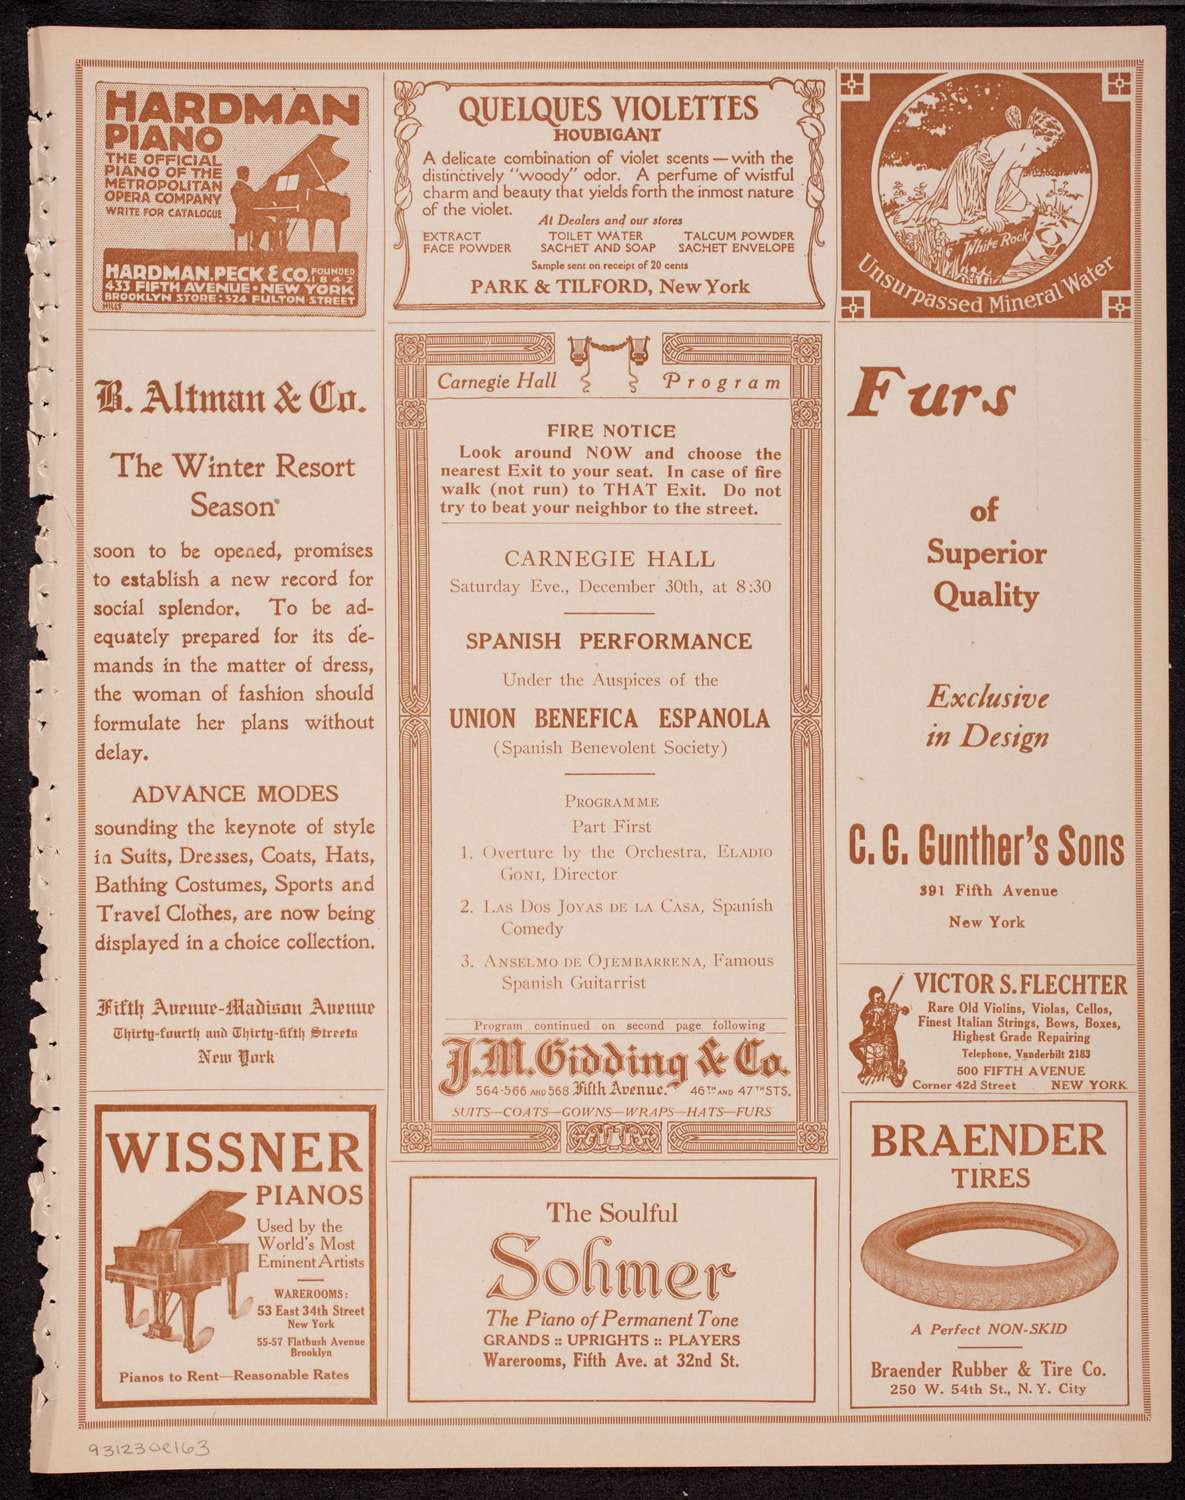 HARDMAN
PIANO
THE OFFICIAL
PIANO OF THE
METROPOLITAN
OPERA COMPANY
WRITE FOR CATALOGUE
HARDMAN, PECK & CO. FOUNDED 1842
433 FIFTH AVENUE - NEW YORK
BROOKLYN STORE: 524 FULTON STREET
MILLS
QUELQUES VIOLETTES
HOUBIGANT
A delicate combination of violet scents — with the
distinctively "woody" odor. A perfume of wistful
charm and beauty that yields forth the inmost nature
of the violet.
At Dealers and our stores
EXTRACT TOILET WATER TALCUM POWDER
FACE POWDER SACHET AND SOAP SACHET ENVELOPE
Sample sent on receipt of 20 cents
PARK & TILFORD, New York
White Rock
Unsurpassed Mineral Water
B. Altman & Co.
The Winter Resort
Season
soon to be opened, promises
to establish a new record for
social splendor. To be ad-
equately prepared for its de-
mands in the matter of dress,
the woman of fashion should
formulate her plans without
delay.
ADVANCE MODES
sounding the keynote of style
in Suits, Dresses, Coats, Hats,
Bathing Costumes, Sports and
Travel Clothes, are now being
displayed in a choice collection.
Fifth Avenue-Madison Avenue
Thirty-fourth and Thirty-fifth Streets
New York
Carnegie Hall Program
FIRE NOTICE
Look around NOW and choose the
nearest Exit to your seat. In case of fire
walk (not run) to THAT Exit. Do not
try to beat your neighbor to the street.
CARNEGIE HALL
Saturday Eve., December 30th, at 8:30
SPANISH PERFORMANCE
Under the Auspices of the
UNION BENEFICA ESPANOLA
(Spanish Benevolent Society)
PROGRAMME
Part First
1. Overture by the Orchestra, ELADIO
GONI, Director
2. LAS DOS JOYAS DE LA CASA, Spanish
Comedy
3. ANSELMO DE OJEMBARRENA, Famous
Spanish Guitarrist
Program continued on second page following
J.M. Gidding & Co.
564-566 AND 568 Fifth Avenue. 46TH AND 47TH STS.
SUITS—COATS—GOWNS—WRAPS—HATS—FURS
Furs
of
Superior
Quality
Exclusive
in Design
C. G. Gunther's Sons
391 Fifth Avenue
New York
VICTOR S. FLECHTER
Rare Old Violins, Violas, Cellos,
Finest Italian Strings, Bows, Boxes,
Highest Grade Repairing
Telephone, Vanderbilt 2183
500 FIFTH AVENUE
Corner 42d Street NEW YORK
WISSNER
PIANOS
Used by the
World's Most
Eminent Artists
WAREROOMS:
53 East 34th Street
New York
55-57 Flatbush Avenue
Brooklyn
Pianos to Rent—Reasonable Rates
The Soulful
Sohmer
The Piano of Permanent Tone
GRANDS :: UPRIGHTS :: PLAYERS
Warerooms, Fifth Ave. at 32nd St.
BRAENDER
TIRES
A Perfect NON-SKID
Braender Rubber & Tire Co.
250 W. 54th St., N. Y. City
931230e163